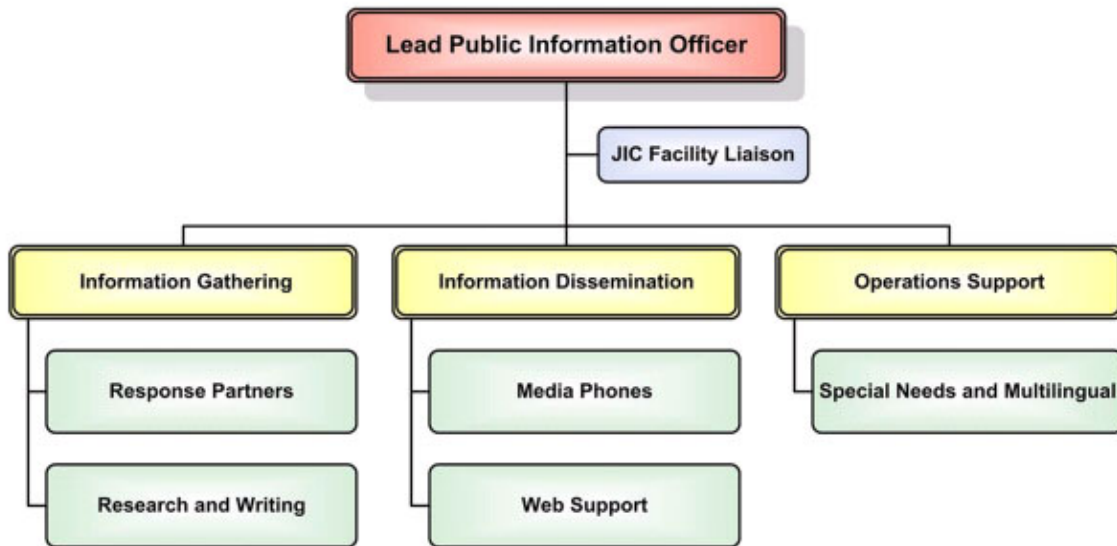 Lead Public Information Officer
JIC Facility Liaison
Information Gathering
Information Dissemination
Operations Support
Response Partners
Media Phones
Special Needs and Multilingual
Research and Writing
Web Support